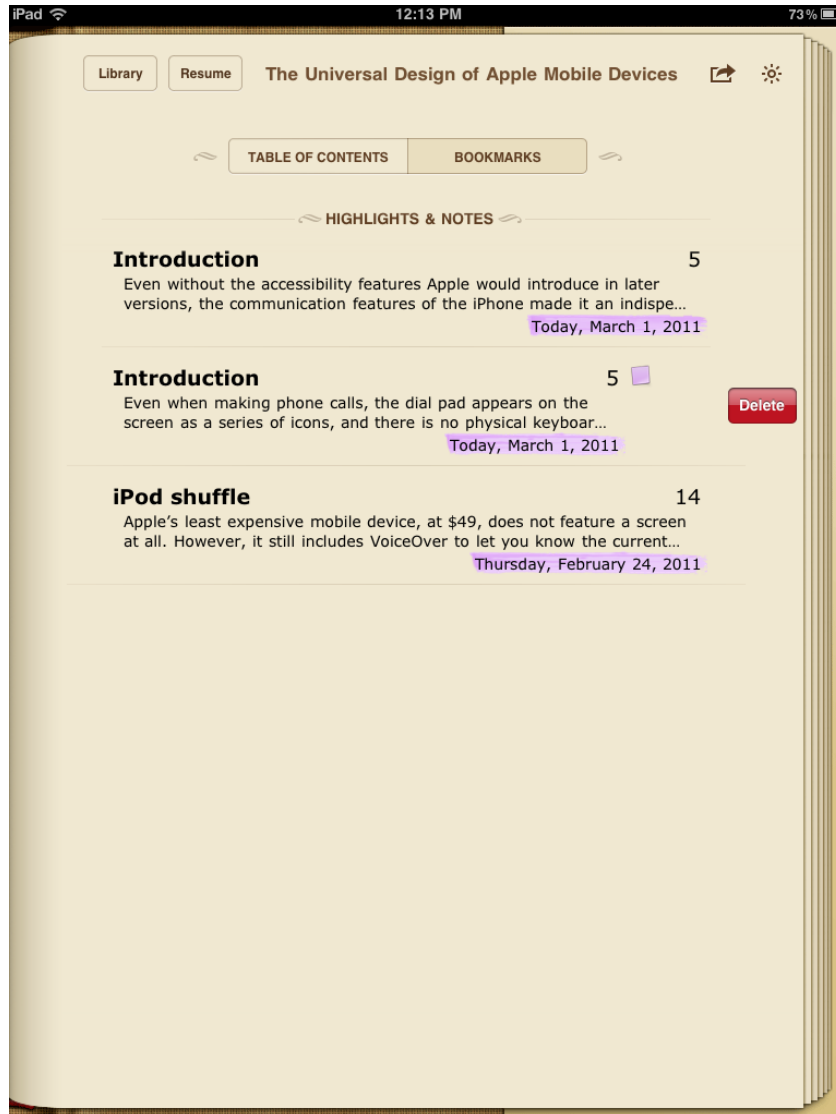 iPad 12:13 PM 73%
Library Resume The Universal Design of Apple Mobile Devices
TABLE OF CONTENTS BOOKMARKS
HIGHLIGHTS & NOTES
Introduction 5
Even without the accessibility features Apple would introduce in later
versions, the communication features of the iPhone made it an indispe…
Today, March 1, 2011
Introduction 5
Even when making phone calls, the dial pad appears on the
screen as a series of icons, and there is no physical keyboar…
Delete
Today, March 1, 2011
iPod shuffle 14
Apple’s least expensive mobile device, at $49, does not feature a screen
at all. However, it still includes VoiceOver to let you know the current…
Thursday, February 24, 2011